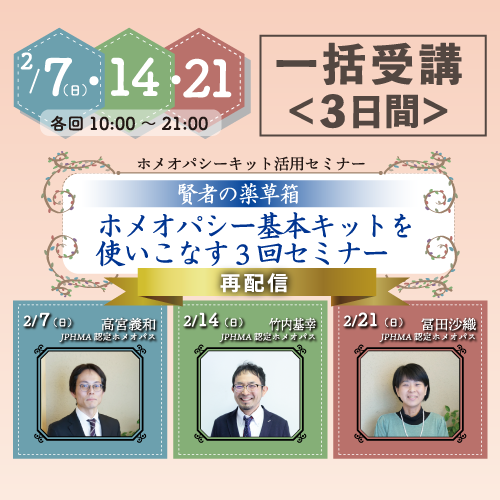 2/7(日)・14・21
各回 10:00 ～ 21:00
一括受講
<3日間>
ホメオパシーキット活用セミナー
賢者の薬草箱
ホメオパシー基本キットを
使いこなす３回セミナー
再配信
2/7(日) 高宮義和
JPHMA 認定ホメオパス
2/14(日) 竹内基幸
JPHMA 認定ホメオパス
2/21(日) 冨田沙織
JPHMA 認定ホメオパス